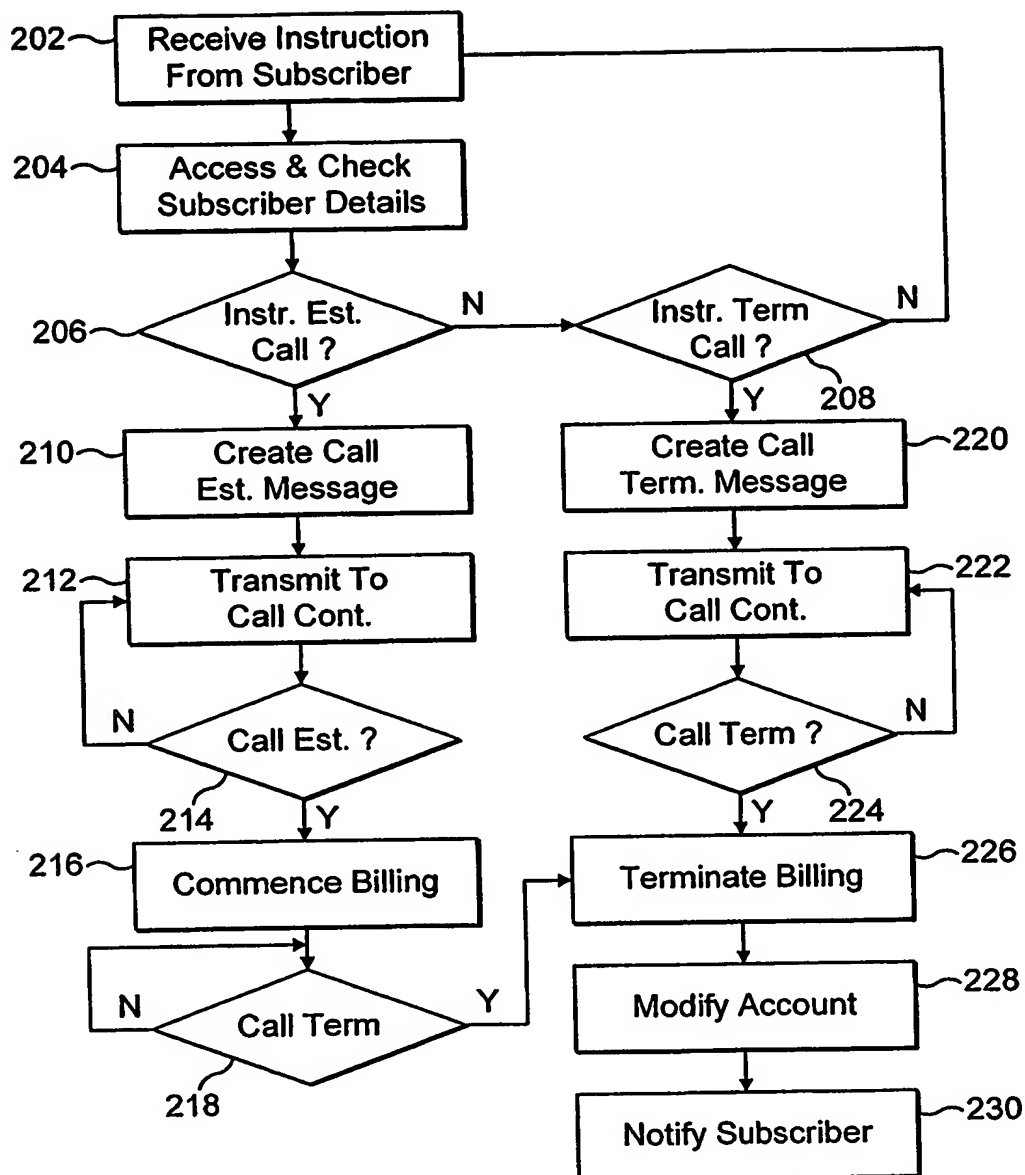 202
Receive Instruction
From Subscriber
204
Access & Check
Subscriber Details
206
Instr. Est.
Call ?
N
Y
Instr. Term
Call ?
N
208
Y
210
Create Call
Est. Message
220
Create Call
Term. Message
212
Transmit To
Call Cont.
222
Transmit To
Call Cont.
N
Call Est. ?
214
Y
Call Term ?
N
224
Y
216
Commence Billing
226
Terminate Billing
N
Call Term
Y
218
228
Modify Account
230
Notify Subscriber